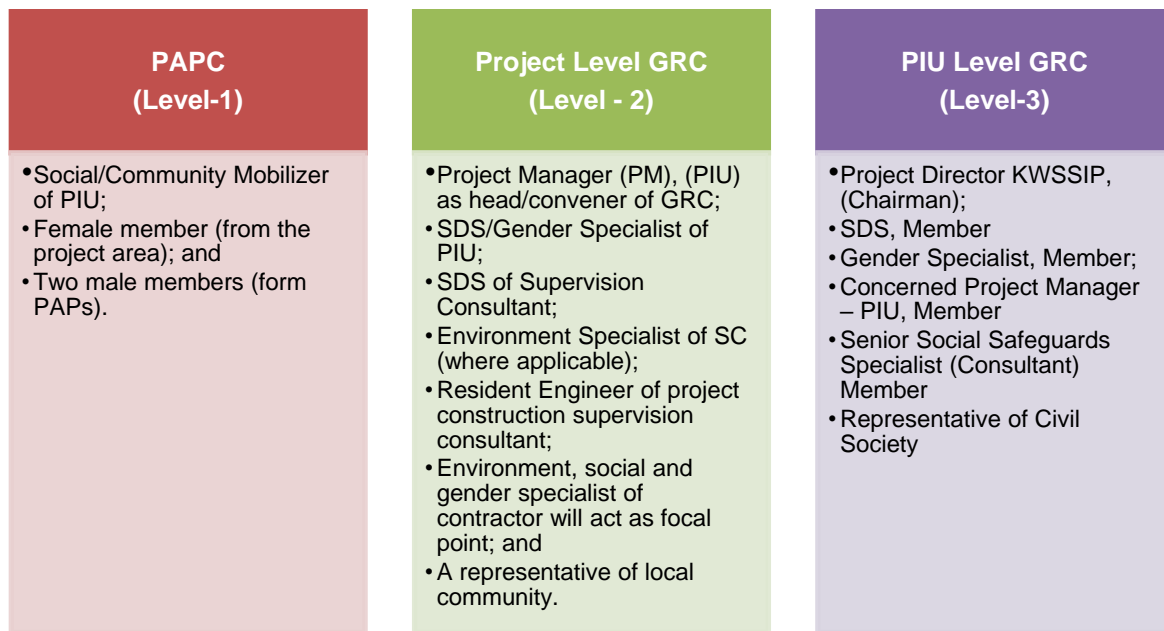 PAPC
(Level-1)
•Social/Community Mobilizer
of PIU;
•Female member (from the
project area); and
•Two male members (form
PAPs).
Project Level GRC
(Level - 2)
•Project Manager (PM), (PIU)
as head/convener of GRC;
•SDS/Gender Specialist of
PIU;
•SDS of Supervision
Consultant;
•Environment Specialist of SC
(where applicable);
•Resident Engineer of project
construction supervision
consultant;
•Environment, social and
gender specialist of
contractor will act as focal
point; and
•A representative of local
community.
PIU Level GRC
(Level-3)
•Project Director KWSSIP,
(Chairman);
•SDS, Member
•Gender Specialist, Member;
•Concerned Project Manager
– PIU, Member
•Senior Social Safeguards
Specialist (Consultant)
Member
•Representative of Civil
Society